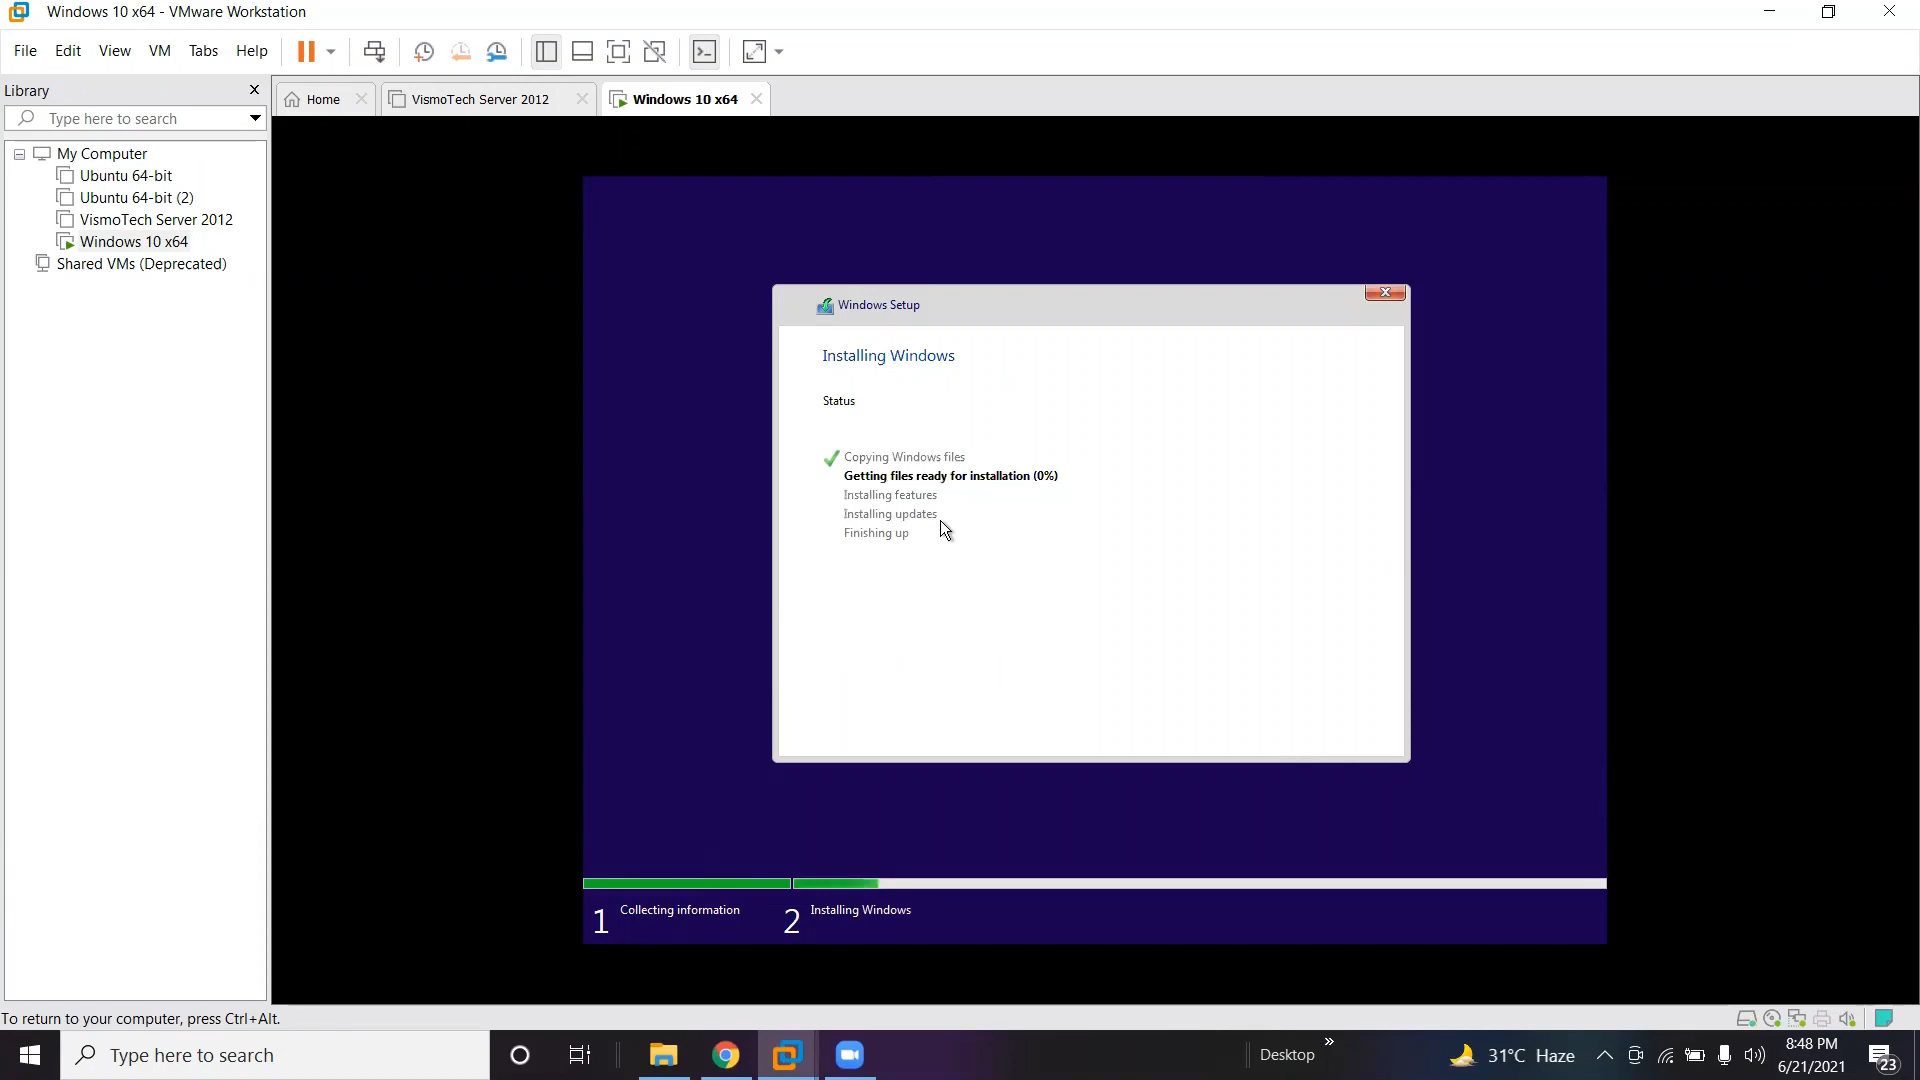 Windows 10 x64 - VMware Workstation
File Edit View VM Tabs Help
Library
Home
VismoTech Server 2012
Windows 10 x64
Type here to search
My Computer
Ubuntu 64-bit
Ubuntu 64-bit (2)
VismoTech Server 2012
Windows 10 x64
Shared VMs (Deprecated)
Windows Setup
Installing Windows
Status
Copying Windows files
Getting files ready for installation (0%)
Installing features
Installing updates
Finishing up
1 Collecting information
2 Installing Windows
To return to your computer, press Ctrl+Alt.
Type here to search
Desktop
31°C Haze
8:48 PM
6/21/2021
23